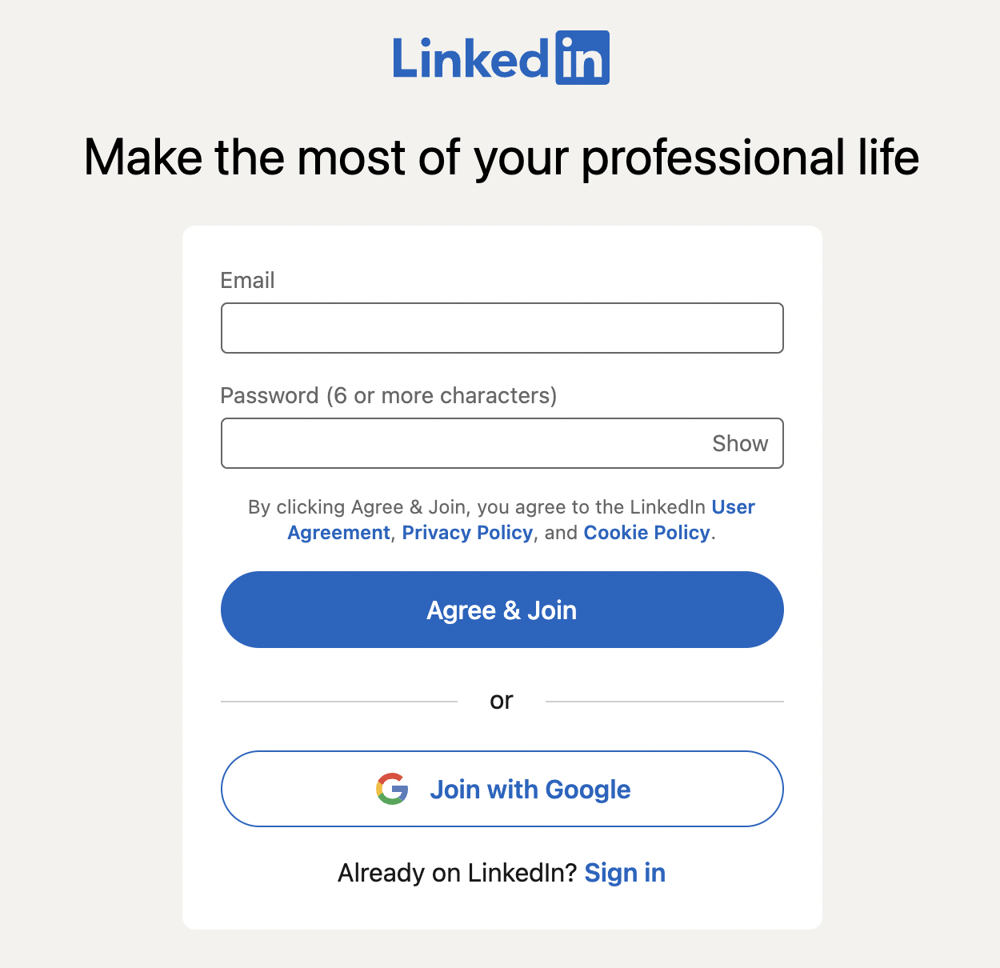 Linkedin
Make the most of your professional life
Email
Password (6 or more characters)
Show
By clicking Agree & Join, you agree to the LinkedIn User
Agreement, Privacy Policy, and Cookie Policy.
Agree & Join
or
G Join with Google
Already on LinkedIn? Sign in